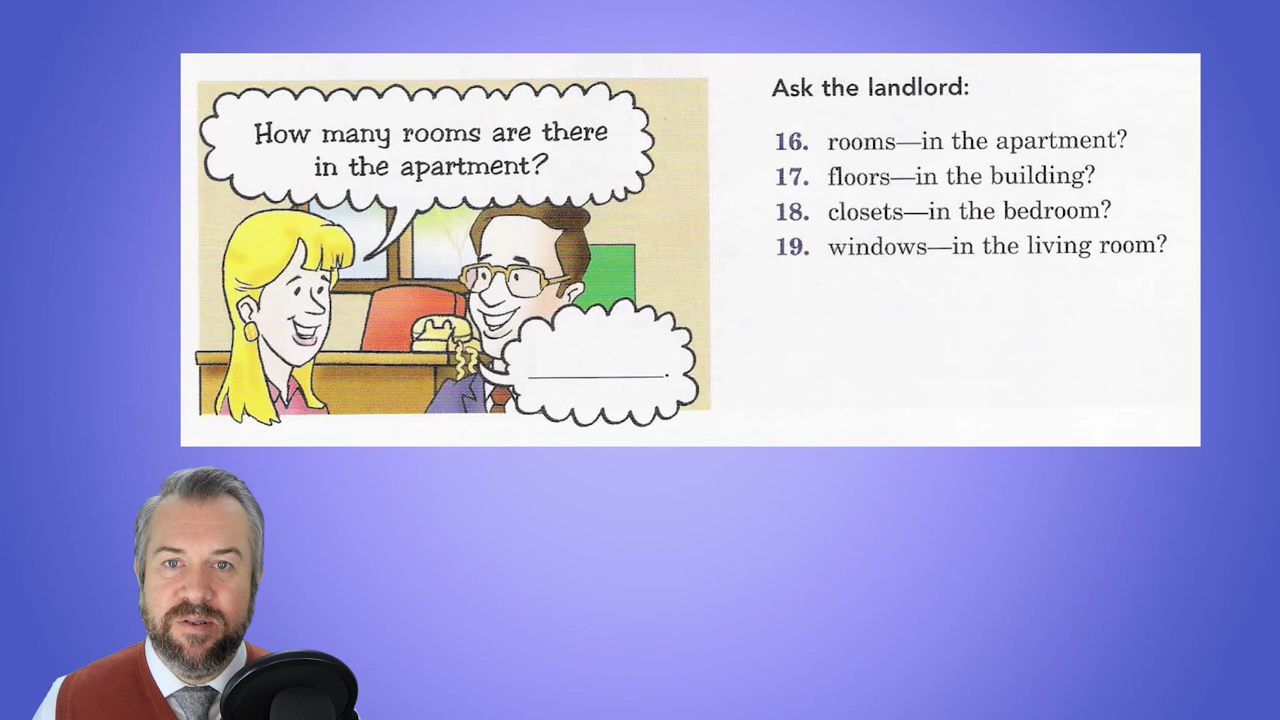 How many rooms are there
in the apartment?
Ask the landlord:
16. rooms—in the apartment?
17. floors—in the building?
18. closets—in the bedroom?
19. windows—in the living room?